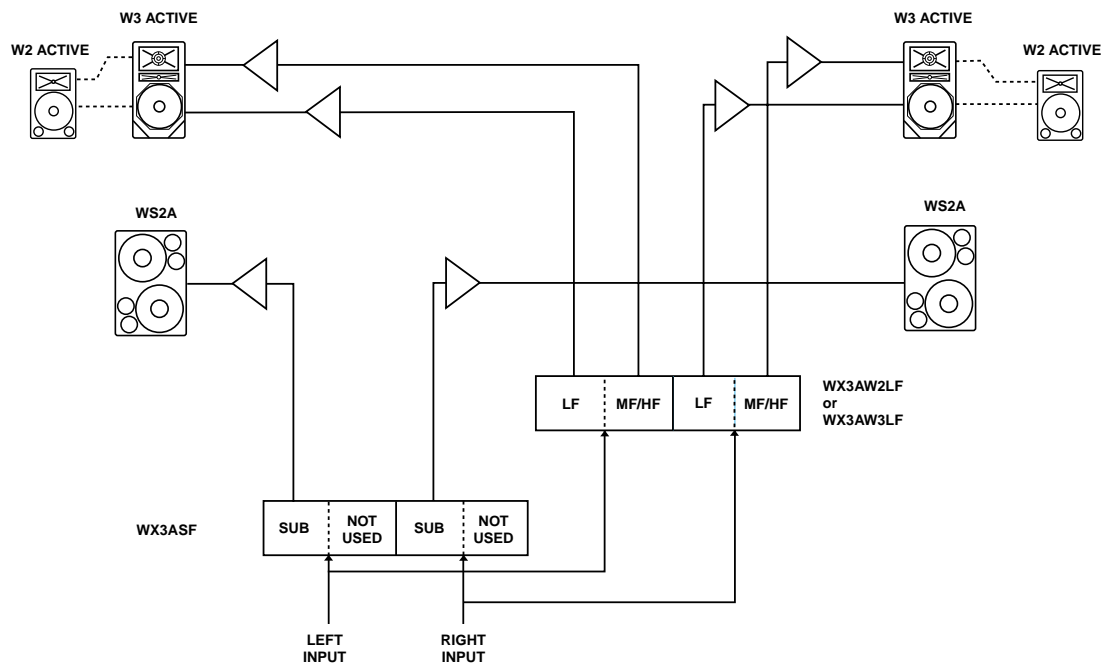 W3 ACTIVE
W3 ACTIVE
W2 ACTIVE
W2 ACTIVE
WS2A
WS2A
LF
MF/HF
LF
MF/HF
WX3AW2LF
or
WX3AW3LF
WX3ASF
SUB
NOT
USED
SUB
NOT
USED
LEFT
INPUT
RIGHT
INPUT